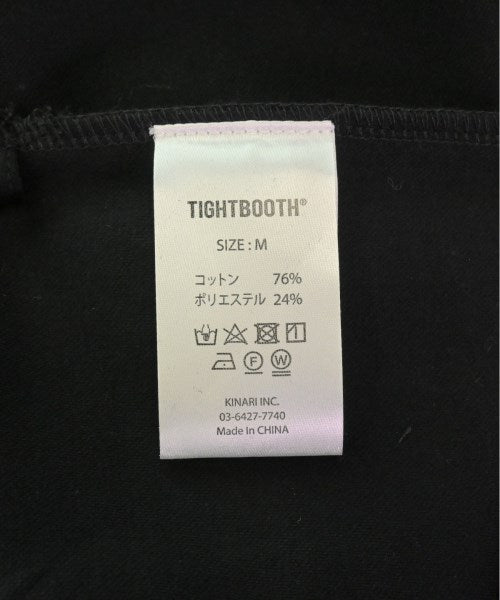 TIGHTBOOTH®
SIZE : M
コットン 76%
ポリエステル 24%
F W
KINARI INC.
03-6427-7740
Made In CHINA